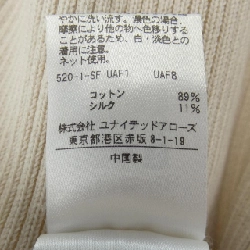 やかに洗い流す。濃色の場合、
摩擦により他の物へ色移りする
ことがあるため、白・淡色との
着用に注意。
ネット使用。
520-1-SF UAF1 UAF8
コットン 89%
シルク 11%
株式会社 ユナイテッドアローズ
東京都港区赤坂 8-1-19
中国製